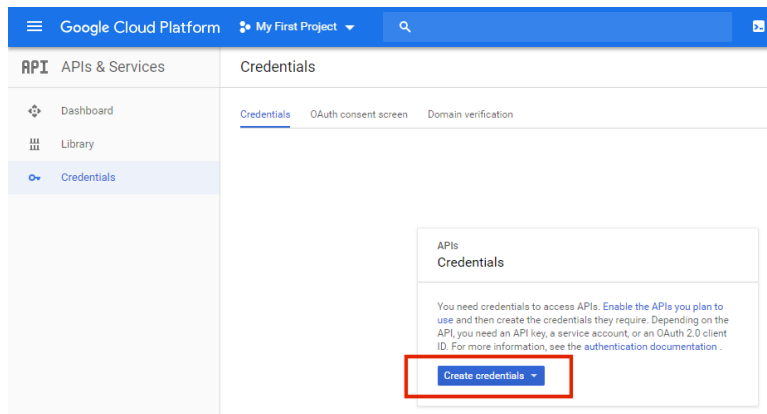 Google Cloud Platform My First Project
API APIs & Services Credentials
Dashboard
Credentials OAuth consent screen Domain verification
Library
Credentials
APIs
Credentials
You need credentials to access APIs. Enable the APIs you plan to
use and then create the credentials they require. Depending on the
API, you need an API key, a service account, or an OAuth 2.0 client
ID. For more information, see the authentication documentation .
Create credentials